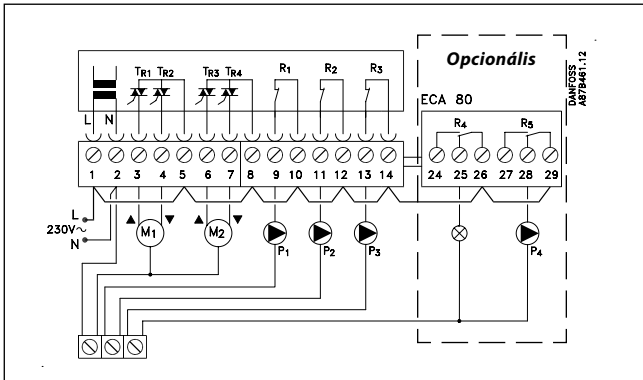 Opcionális
DANFOSS
A87B461.12
TR1 TR2 TR3 TR4 R1 R2 R3
L N
ECA 80
R4 R5
1 2 3 4 5 6 7 8 9 10 11 12 13 14
24 25 26 27 28 29
L
230V~
N
M1 M2
P1 P2 P3 P4